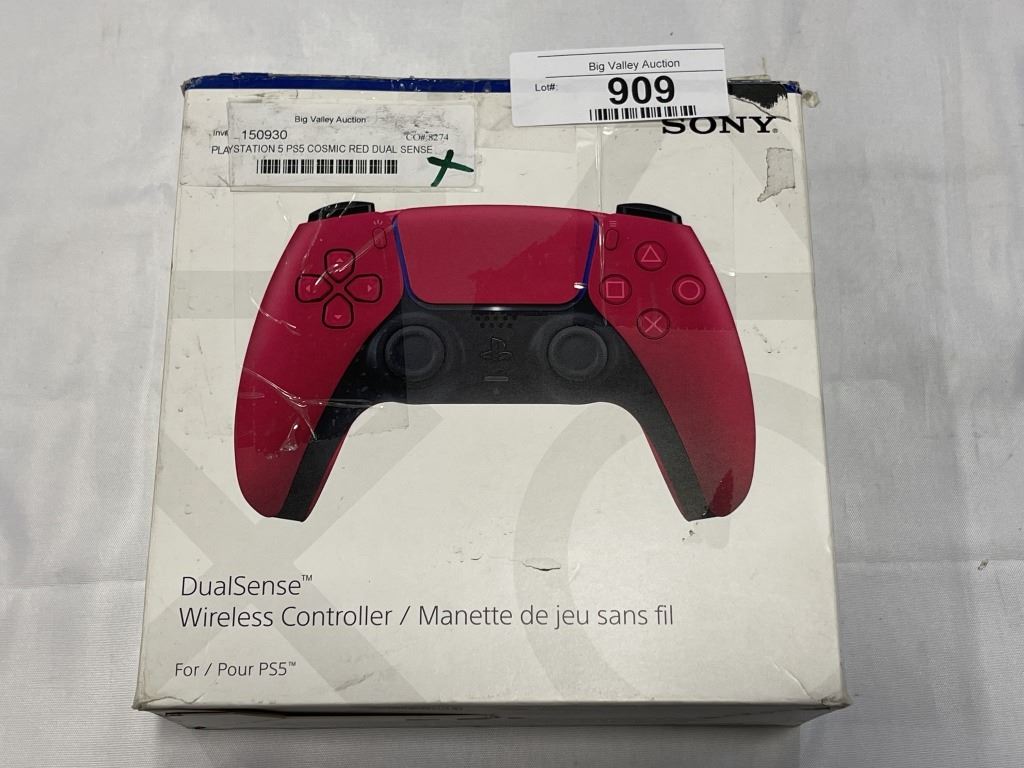 Big Valley Auction
Lot#: 909
SONY
Big Valley Auction
Inv# 150930 CO#: 8274
PLAYSTATION 5 PS5 COSMIC RED DUAL SENSE
DualSense™
Wireless Controller / Manette de jeu sans fil
For / Pour PS5™